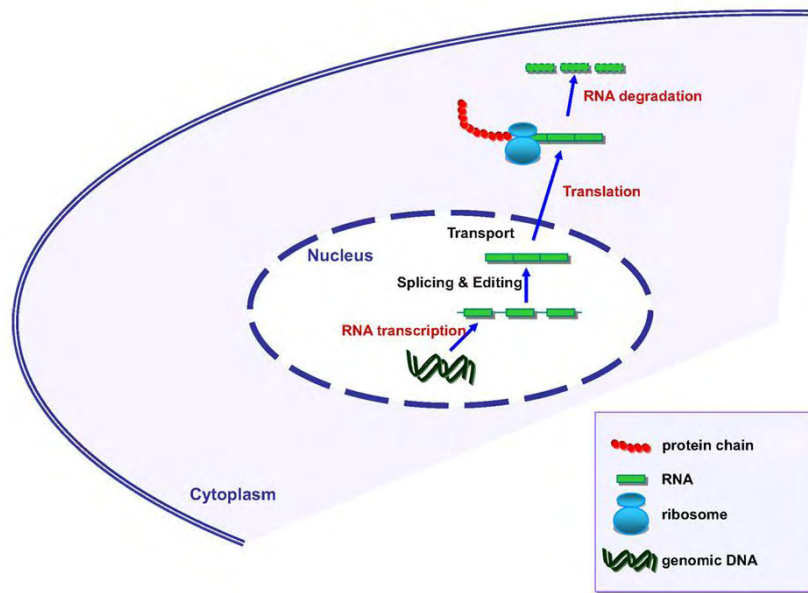 RNA degradation
Translation
Transport
Nucleus
Splicing & Editing
RNA transcription
Cytoplasm
protein chain
RNA
ribosome
genomic DNA